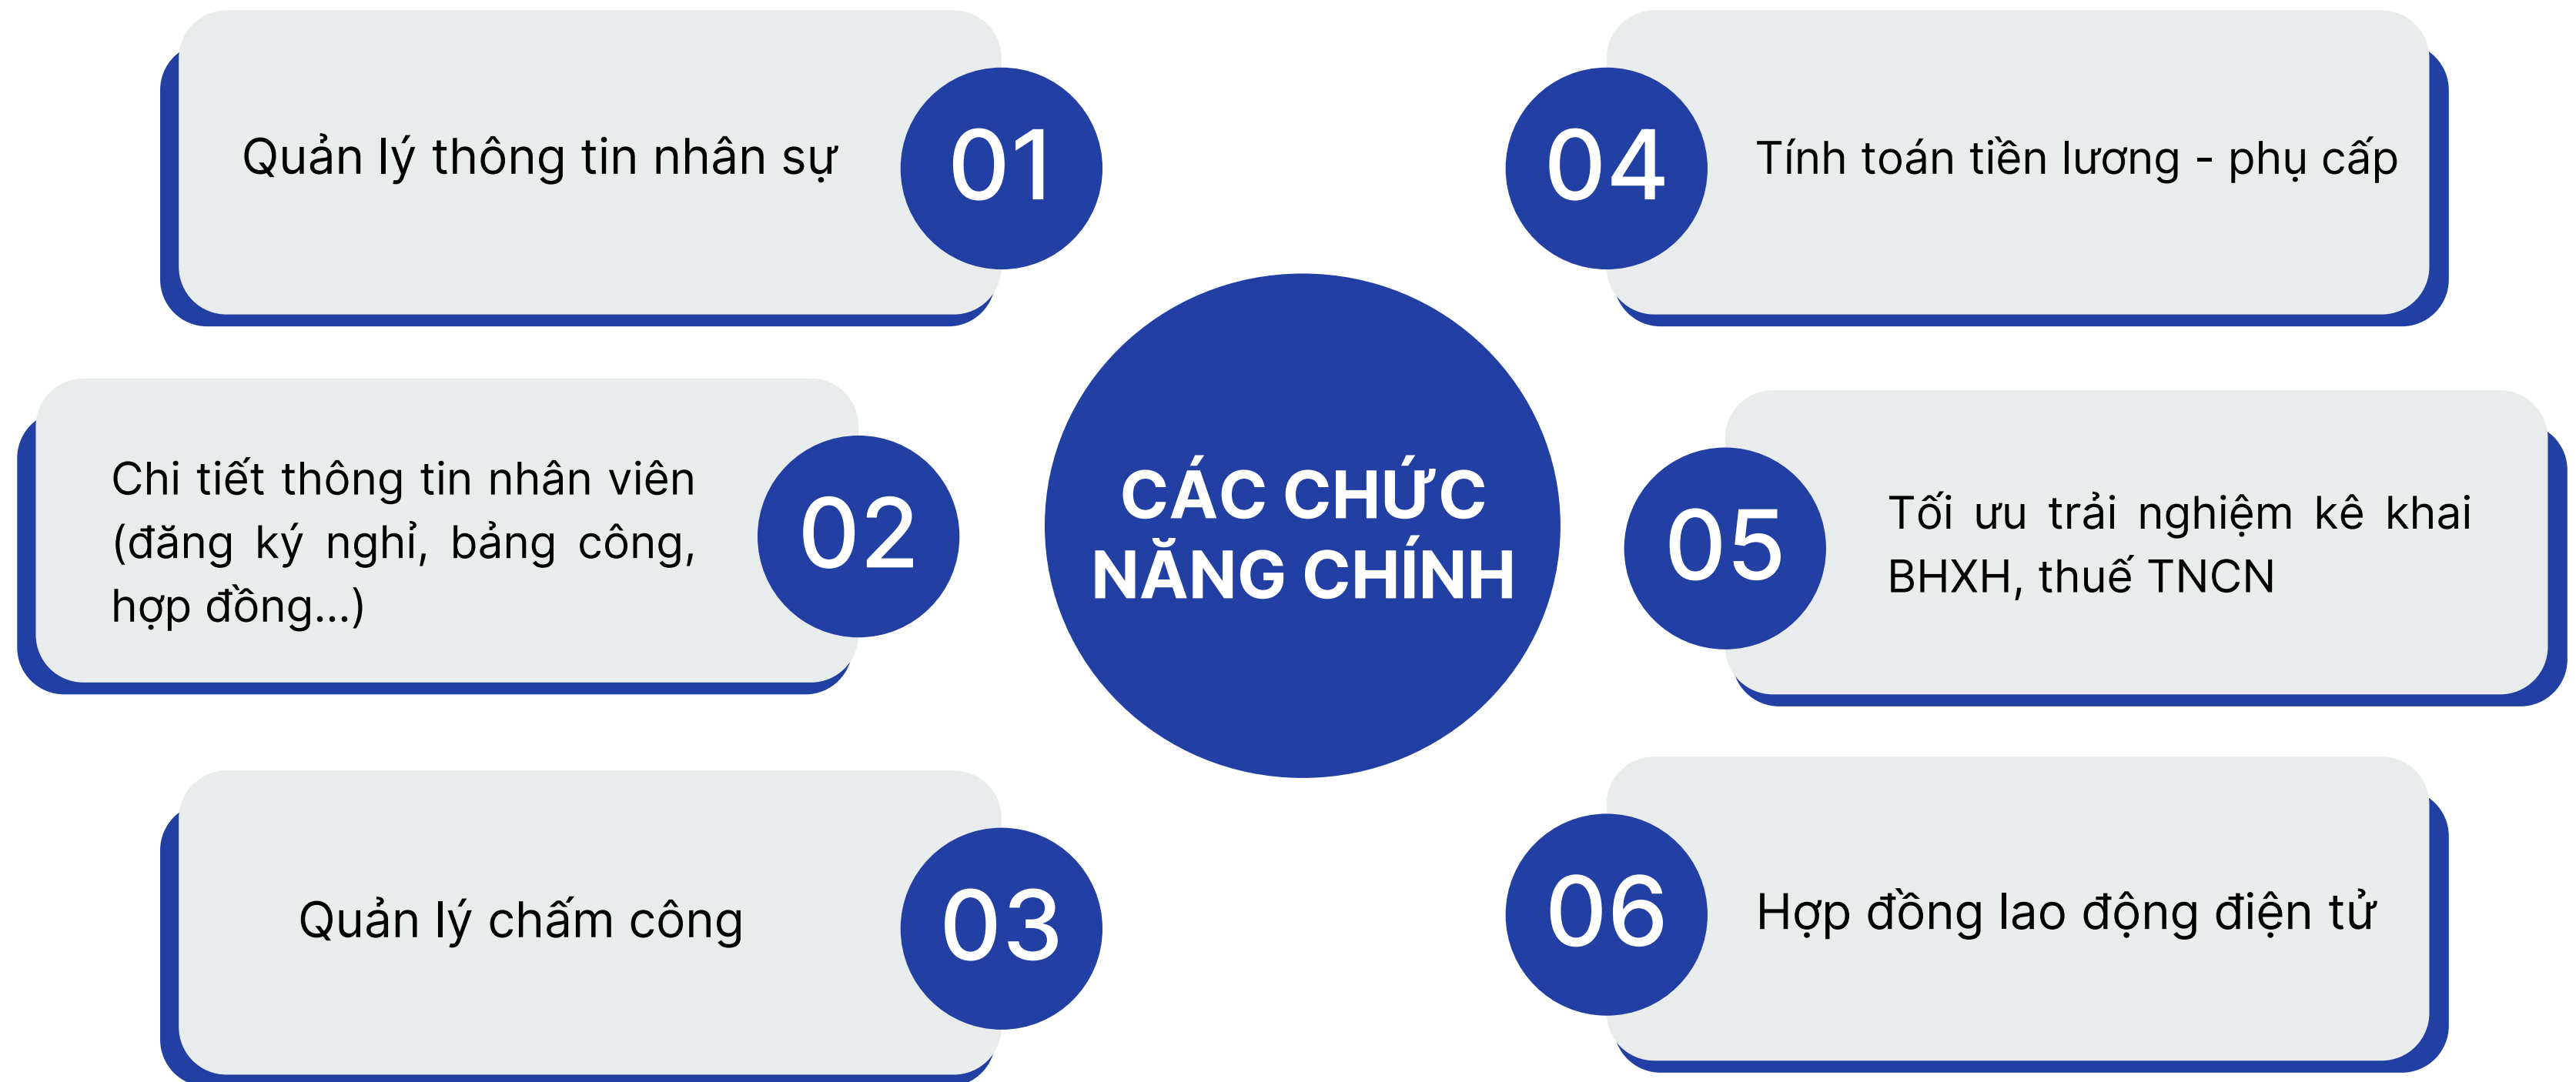 CÁC CHỨC
NĂNG CHÍNH
01
Quản lý thông tin nhân sự
02
Chi tiết thông tin nhân viên
(đăng ký nghỉ, bảng công,
hợp đồng...)
03
Quản lý chấm công
04
Tính toán tiền lương - phụ cấp
05
Tối ưu trải nghiệm kê khai
BHXH, thuế TNCN
06
Hợp đồng lao động điện tử